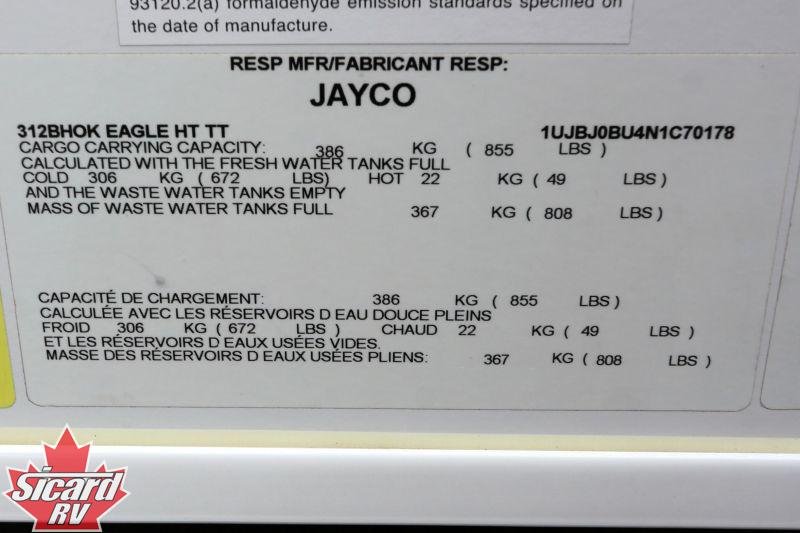 93120.2(a) formaldehyde emission standards specified on
the date of manufacture.
RESP MFR/FABRICANT RESP:
JAYCO
312BHOK EAGLE HT TT 1UJBJ0BU4N1C70178
CARGO CARRYING CAPACITY: 386 KG ( 855 LBS )
CALCULATED WITH THE FRESH WATER TANKS FULL
COLD 306 KG ( 672 LBS) HOT 22 KG ( 49 LBS )
AND THE WASTE WATER TANKS EMPTY
MASS OF WASTE WATER TANKS FULL 367 KG ( 808 LBS )
CAPACITÉ DE CHARGEMENT: 386 KG ( 855 LBS )
CALCULÉE AVEC LES RÉSERVOIRS D EAU DOUCE PLEINS
FROID 306 KG ( 672 LBS ) CHAUD 22 KG ( 49 LBS )
ET LES RÉSERVOIRS D EAUX USÉES VIDES.
MASSE DES RÉSERVOIRS D EAUX USÉES PLIENS: 367 KG ( 808 LBS )
Sicard
RV